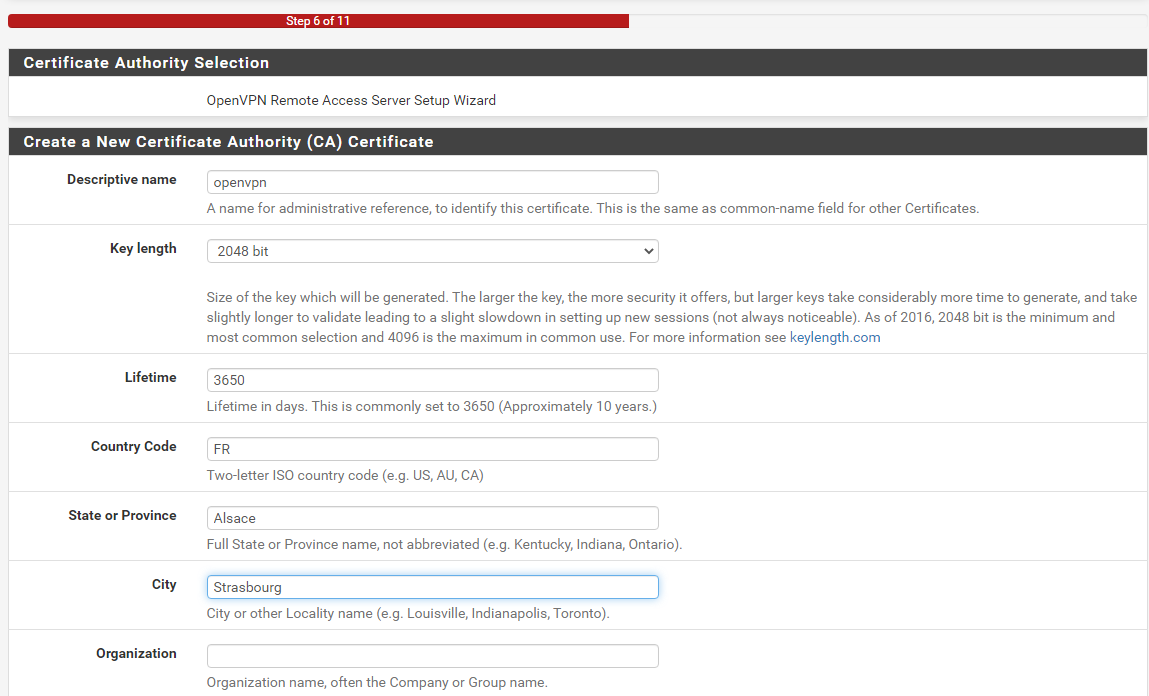 Step 6 of 11
Certificate Authority Selection
OpenVPN Remote Access Server Setup Wizard
Create a New Certificate Authority (CA) Certificate
Descriptive name
openvpn
A name for administrative reference, to identify this certificate. This is the same as common-name field for other Certificates.
Key length
2048 bit
Size of the key which will be generated. The larger the key, the more security it offers, but larger keys take considerably more time to generate, and take
slightly longer to validate leading to a slight slowdown in setting up new sessions (not always noticeable). As of 2016, 2048 bit is the minimum and
most common selection and 4096 is the maximum in common use. For more information see keylength.com
Lifetime
3650
Lifetime in days. This is commonly set to 3650 (Approximately 10 years.)
Country Code
FR
Two-letter ISO country code (e.g. US, AU, CA)
State or Province
Alsace
Full State or Province name, not abbreviated (e.g. Kentucky, Indiana, Ontario).
City
Strasbourg
City or other Locality name (e.g. Louisville, Indianapolis, Toronto).
Organization
Organization name, often the Company or Group name.